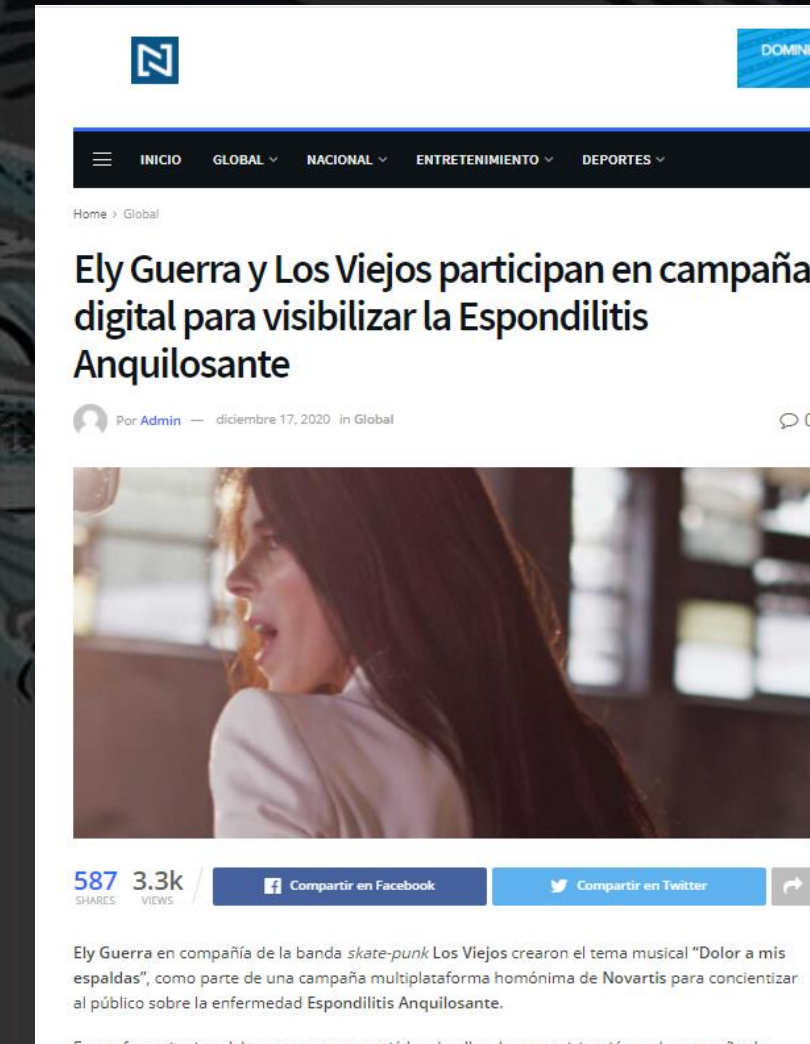 N
DOMINI
INICIO GLOBAL NACIONAL ENTRETENIMIENTO DEPORTES
Home > Global
Ely Guerra y Los Viejos participan en campaña
digital para visibilizar la Espondilitis
Anquilosante
Por Admin — diciembre 17, 2020 in Global
0
587 3.3k
SHARES VIEWS
Compartir en Facebook
Compartir en Twitter
Ely Guerra en compañía de la banda skate-punk Los Viejos crearon el tema musical “Dolor a mis
espaldas”, como parte de una campaña multiplataforma homónima de Novartis para concientizar
al público sobre la enfermedad Espondilitis Anquilosante.